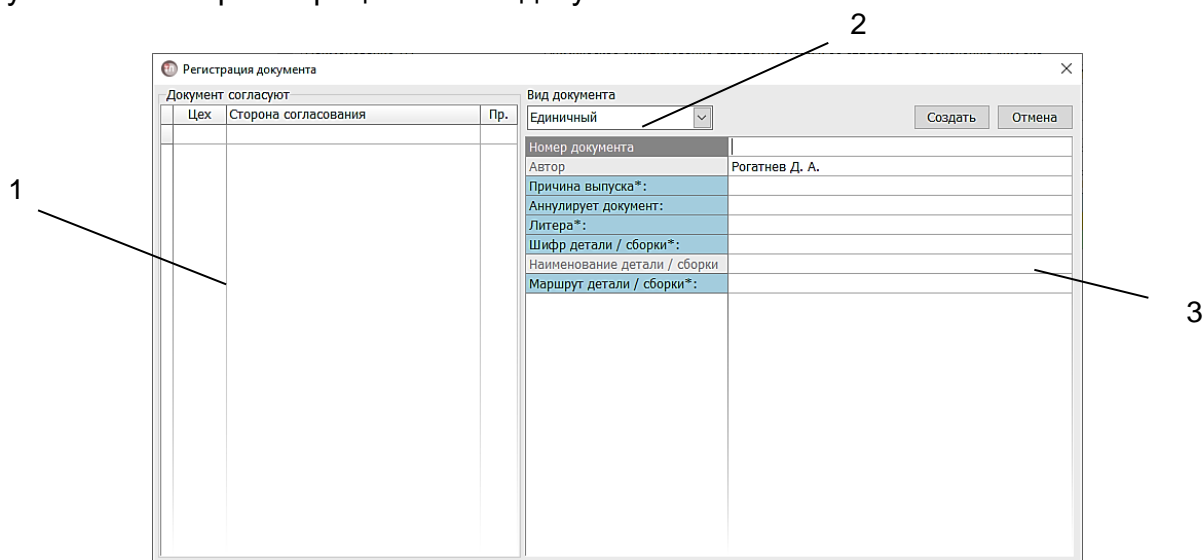 2
Регистрация документа
Документ согласуют
Цех Сторона согласования Пр.
1
Вид документа
Единичный
Создать Отмена
Номер документа
Автор Рогатнев Д. А.
Причина выпуска*:
Аннулирует документ:
Литера*:
Шифр детали / сборки*:
Наименование детали / сборки
Маршрут детали / сборки*:
3